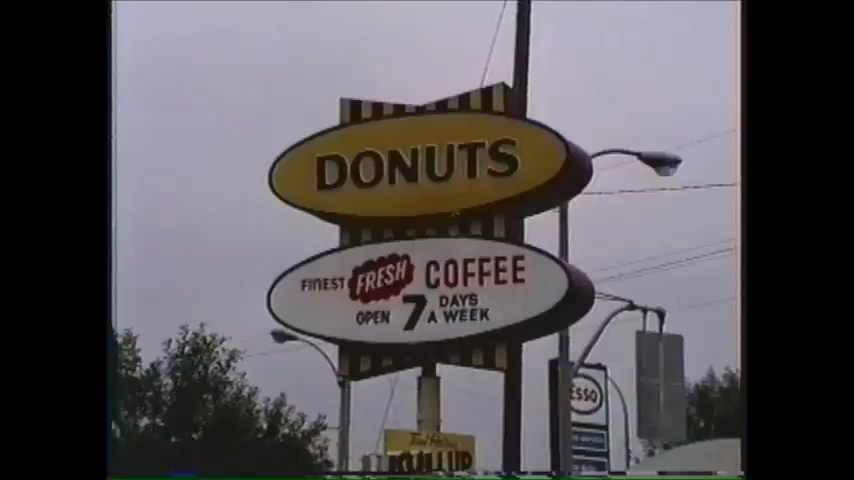 DONUTS
FINEST FRESH COFFEE
OPEN 7 DAYS
A WEEK
ESSO